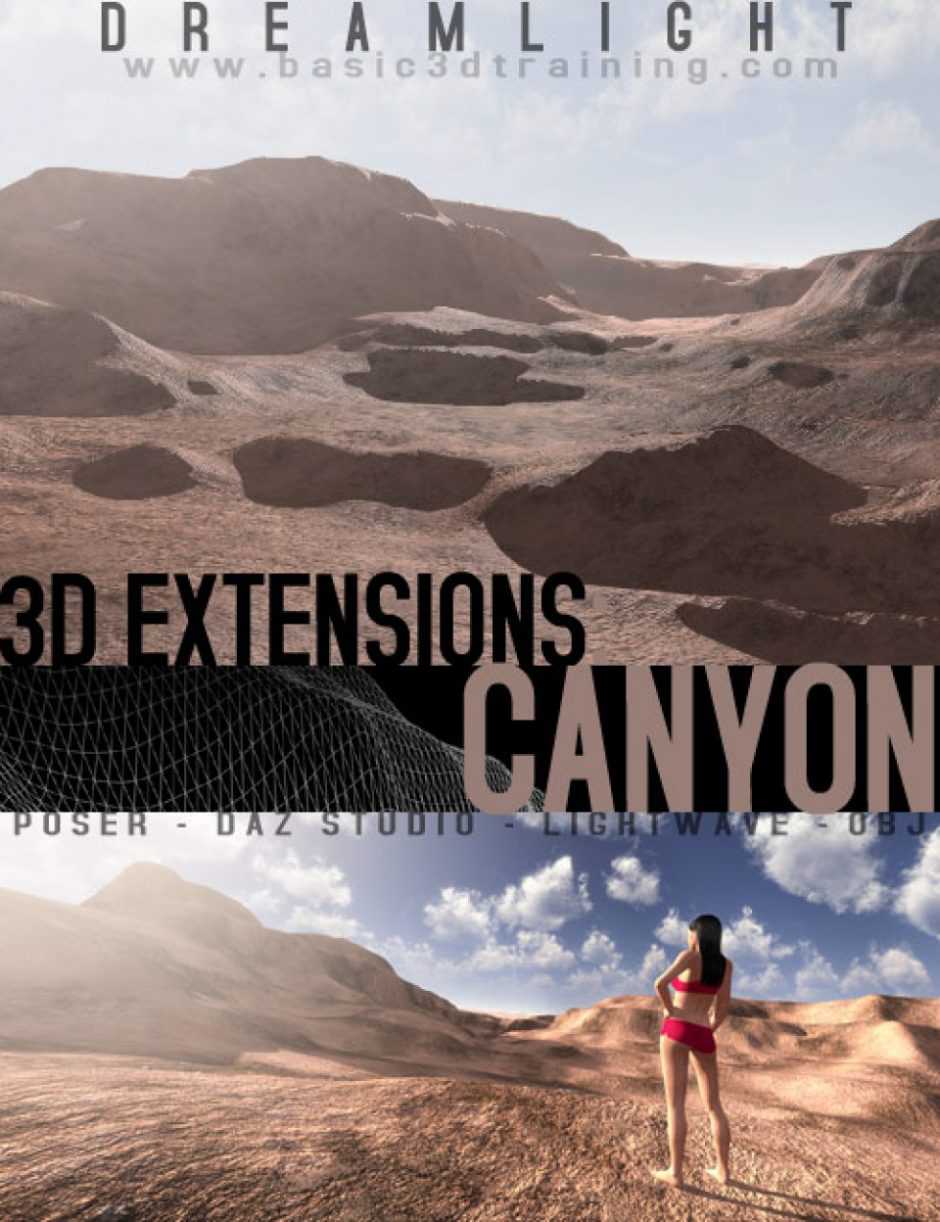 DREAMLIGHT
www.basic3dtraining.com
3D EXTENSIONS
CANYON
POSER - DAZ STUDIO - LIGHTWAVE - OBJ